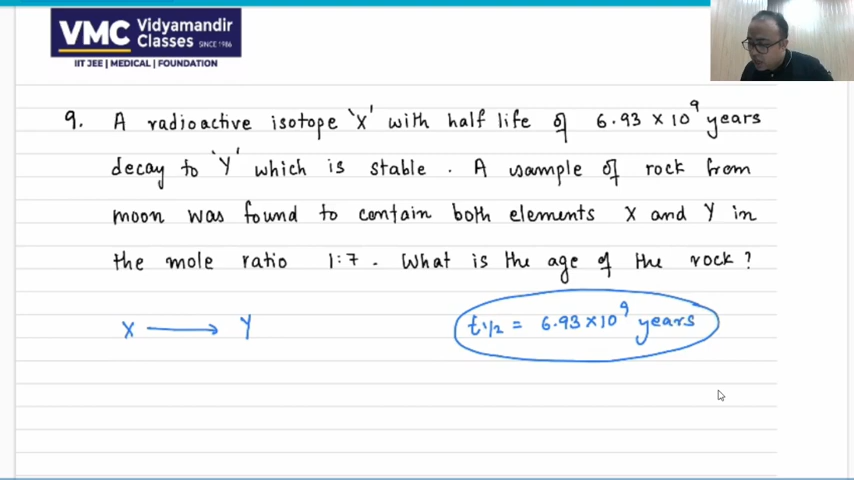 VMC Vidyamandir Classes SINCE 1986
IIT JEE | MEDICAL | FOUNDATION
9. A radioactive isotope 'X' with half life of 6.93 × 10⁹ years
decay to 'Y' which is stable. A sample of rock from
moon was found to contain both elements X and Y in
the mole ratio 1:7. What is the age of the rock?
X ⟶ Y t1/2 = 6.93×10⁹ years